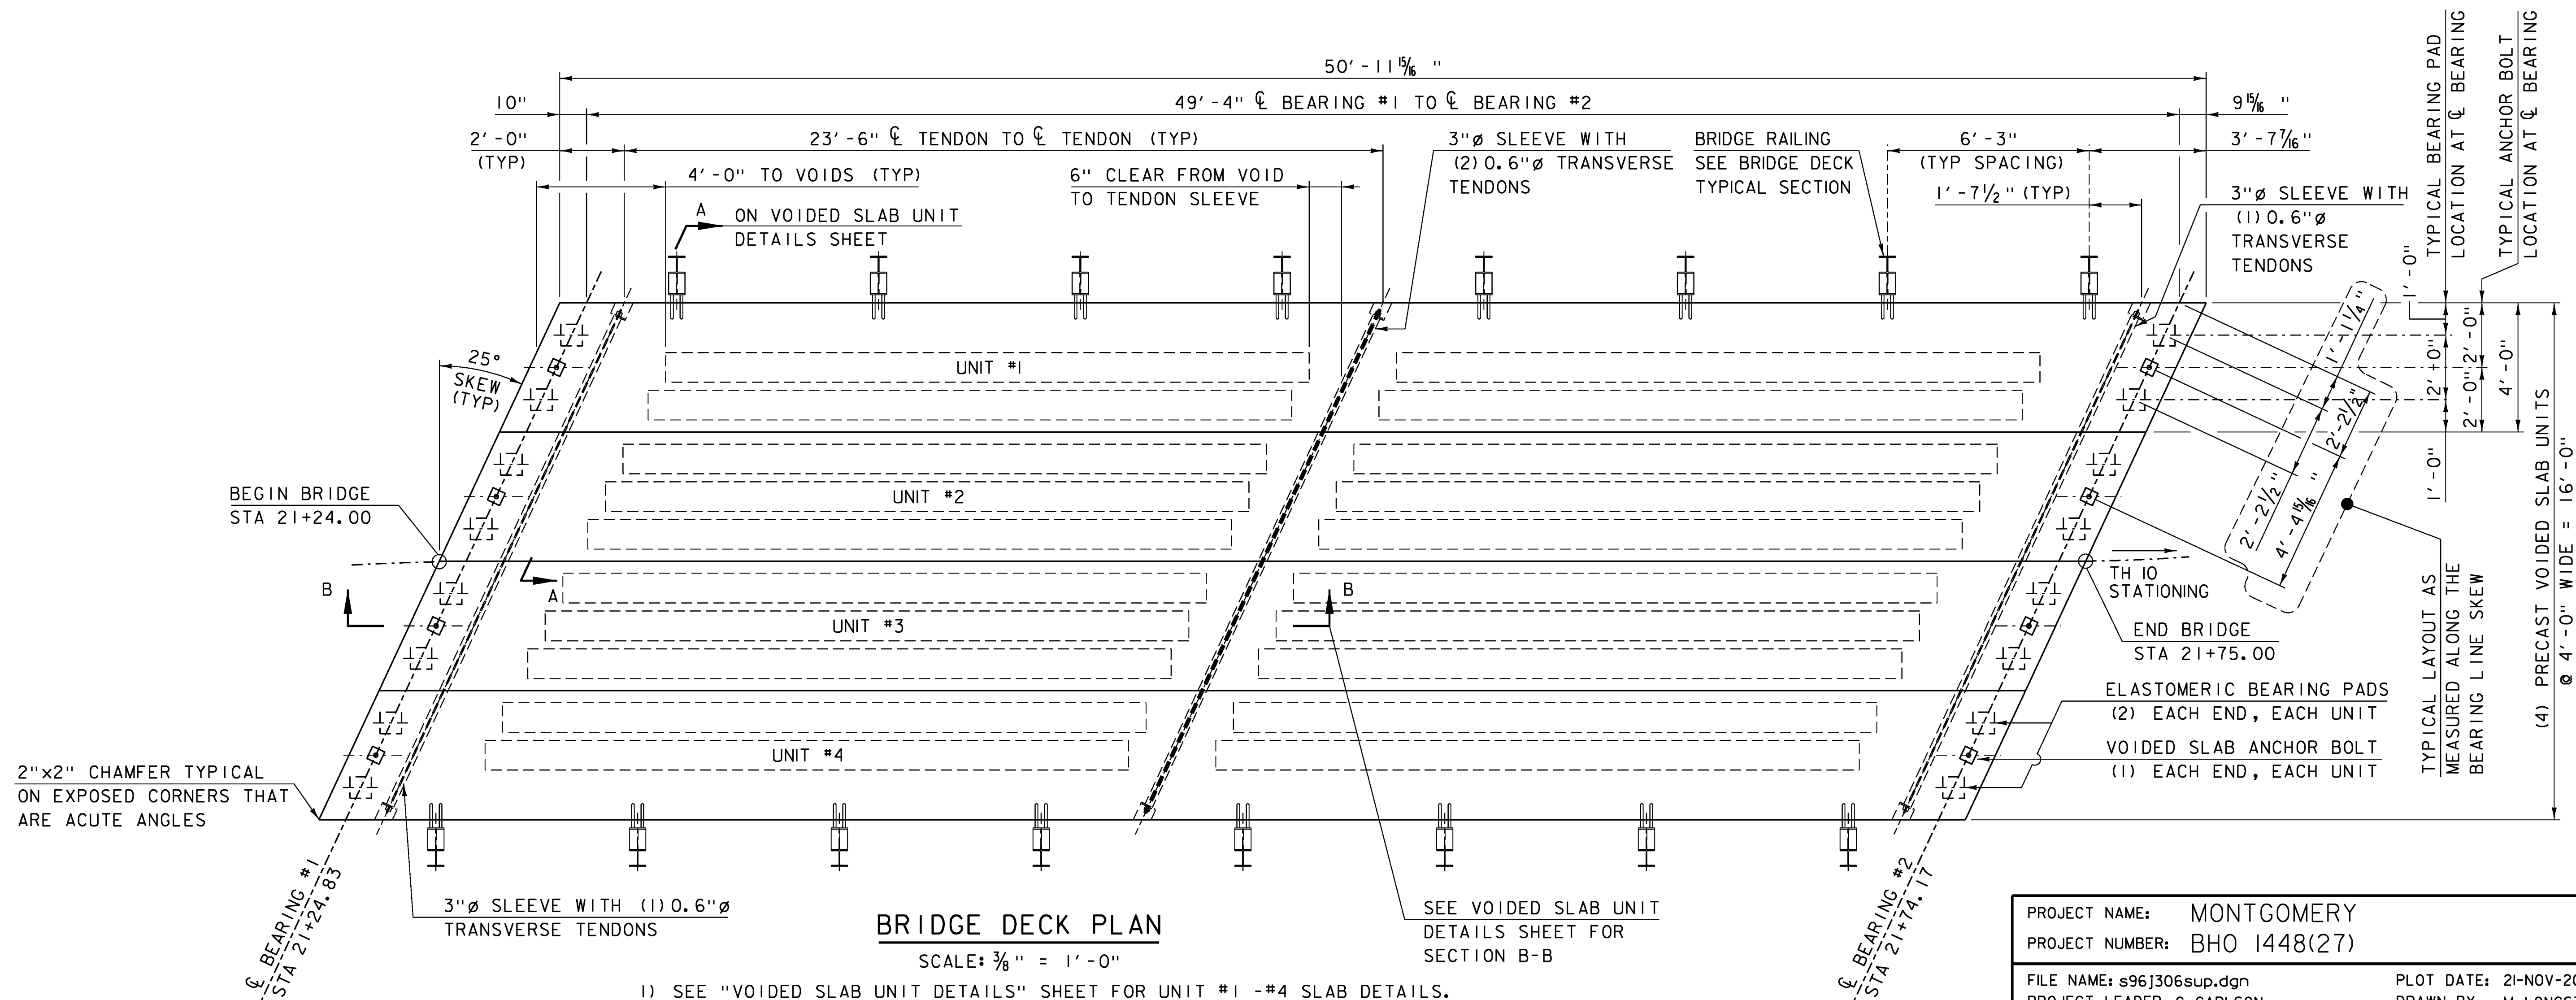 50'-11 15/16 "
10"
49'-4" ℄ BEARING #1 TO ℄ BEARING #2
9 15/16 "
2'-0"
(TYP)
23'-6" ℄ TENDON TO ℄ TENDON (TYP)
3"ø SLEEVE WITH
(2) 0.6"ø TRANSVERSE
TENDONS
BRIDGE RAILING
SEE BRIDGE DECK
TYPICAL SECTION
6'-3"
(TYP SPACING)
3'-7 7/16"
4'-0" TO VOIDS (TYP)
6" CLEAR FROM VOID
TO TENDON SLEEVE
1'-7 1/2" (TYP)
3"ø SLEEVE WITH
(1) 0.6"ø
TRANSVERSE
TENDONS
A
ON VOIDED SLAB UNIT
DETAILS SHEET
TYPICAL BEARING PAD
LOCATION AT ℄ BEARING
TYPICAL ANCHOR BOLT
LOCATION AT ℄ BEARING
1'-0"
2'-0"
2'-0"
2'-0"
4'-0"
1'-0"
1'-1 1/4"
2'-2 1/2"
2'-2 1/2"
4'-4 15/16 "
(4) PRECAST VOIDED SLAB UNITS
@ 4'-0" WIDE = 16'-0"
25°
SKEW
(TYP)
UNIT #1
UNIT #2
BEGIN BRIDGE
STA 21+24.00
B
A
B
UNIT #3
UNIT #4
TH 10
STATIONING
END BRIDGE
STA 21+75.00
TYPICAL LAYOUT AS
MEASURED ALONG THE
BEARING LINE SKEW
ELASTOMERIC BEARING PADS
(2) EACH END, EACH UNIT
VOIDED SLAB ANCHOR BOLT
(1) EACH END, EACH UNIT
2"x2" CHAMFER TYPICAL
ON EXPOSED CORNERS THAT
ARE ACUTE ANGLES
℄ BEARING #1
STA 21+24.83
3"ø SLEEVE WITH (1) 0.6"ø
TRANSVERSE TENDONS
SEE VOIDED SLAB UNIT
DETAILS SHEET FOR
SECTION B-B
℄ BEARING #2
STA 21+74.17
BRIDGE DECK PLAN
SCALE: 3/8" = 1'-0"
1) SEE "VOIDED SLAB UNIT DETAILS" SHEET FOR UNIT #1 -#4 SLAB DETAILS.
PROJECT NAME: MONTGOMERY
PROJECT NUMBER: BHO 1448(27)
FILE NAME: s96j306sup.dgn
PLOT DATE: 21-NOV-20